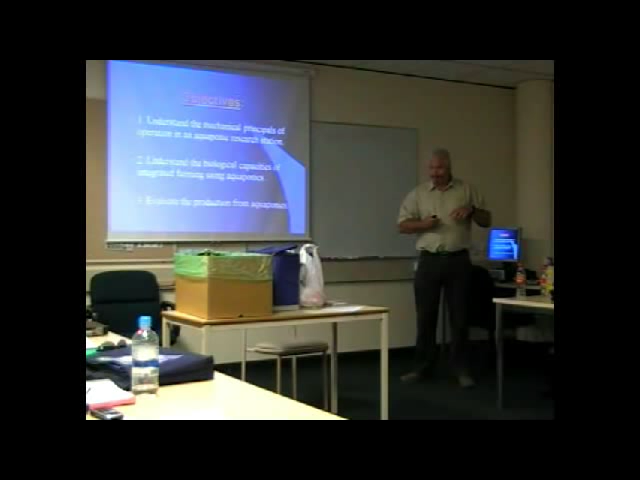 Objectives:
1. Understand the mechanical principals of
operation in an aquaponic research station.
2. Understand the biological capacities of
integrated farming using aquaponics
3. Evaluate the production from aquaponics